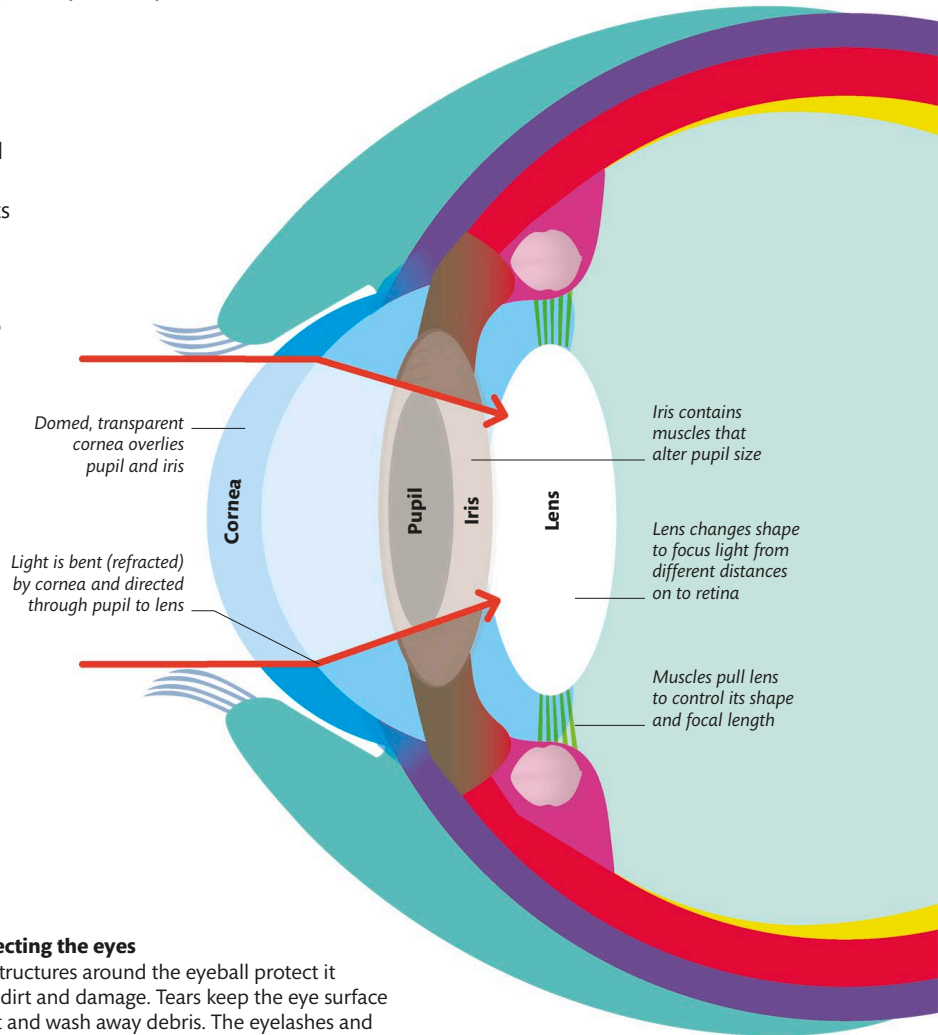 Domed, transparent
cornea overlies
pupil and iris
Light is bent (refracted)
by cornea and directed
through pupil to lens
Cornea
Pupil
Iris
Lens
Iris contains
muscles that
alter pupil size
Lens changes shape
to focus light from
different distances
on to retina
Muscles pull lens
to control its shape
and focal length
ecting the eyes
tructures around the eyeball protect it
dirt and damage. Tears keep the eye surface
t and wash away debris. The eyelashes and